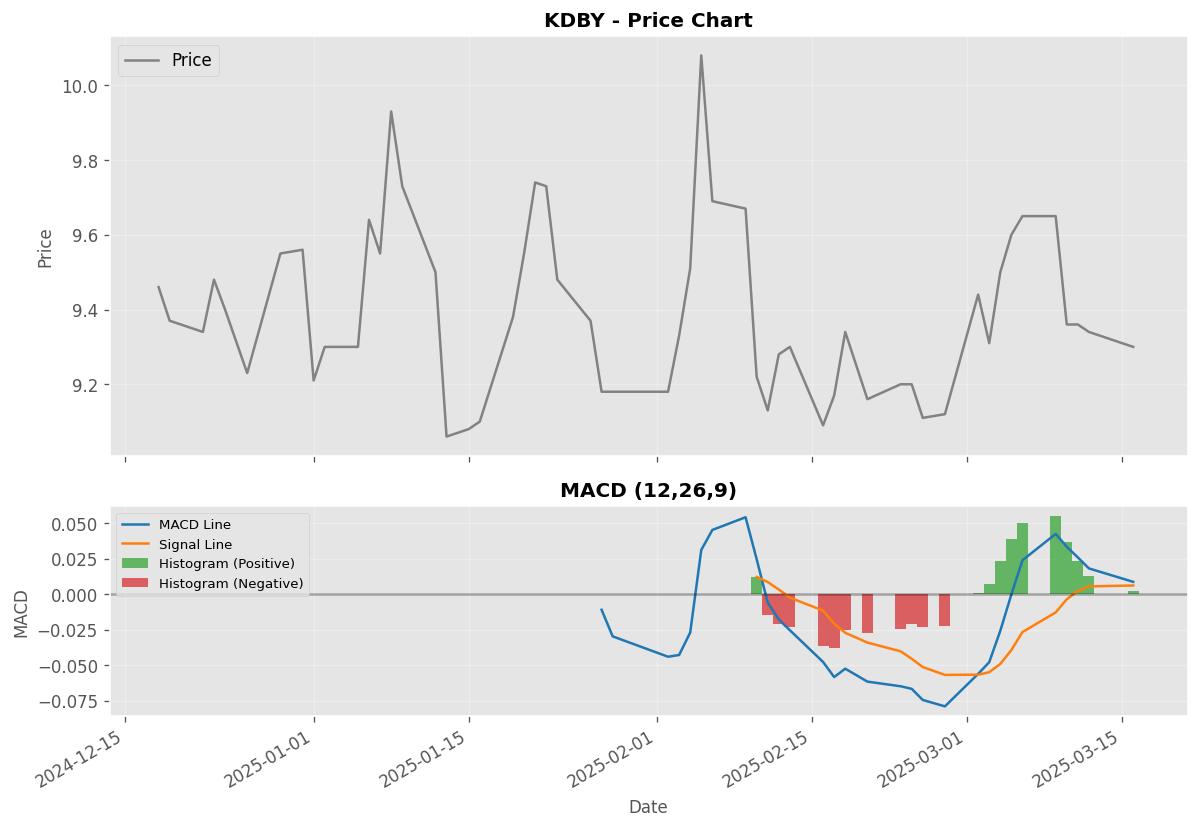 KDBY - Price Chart
Price
10.0
9.8
9.6
9.4
9.2
Price
MACD (12,26,9)
MACD Line
Signal Line
Histogram (Positive)
Histogram (Negative)
0.050
0.025
0.000
−0.025
−0.050
−0.075
MACD
2024-12-15
2025-01-01
2025-01-15
2025-02-01
2025-02-15
2025-03-01
2025-03-15
Date